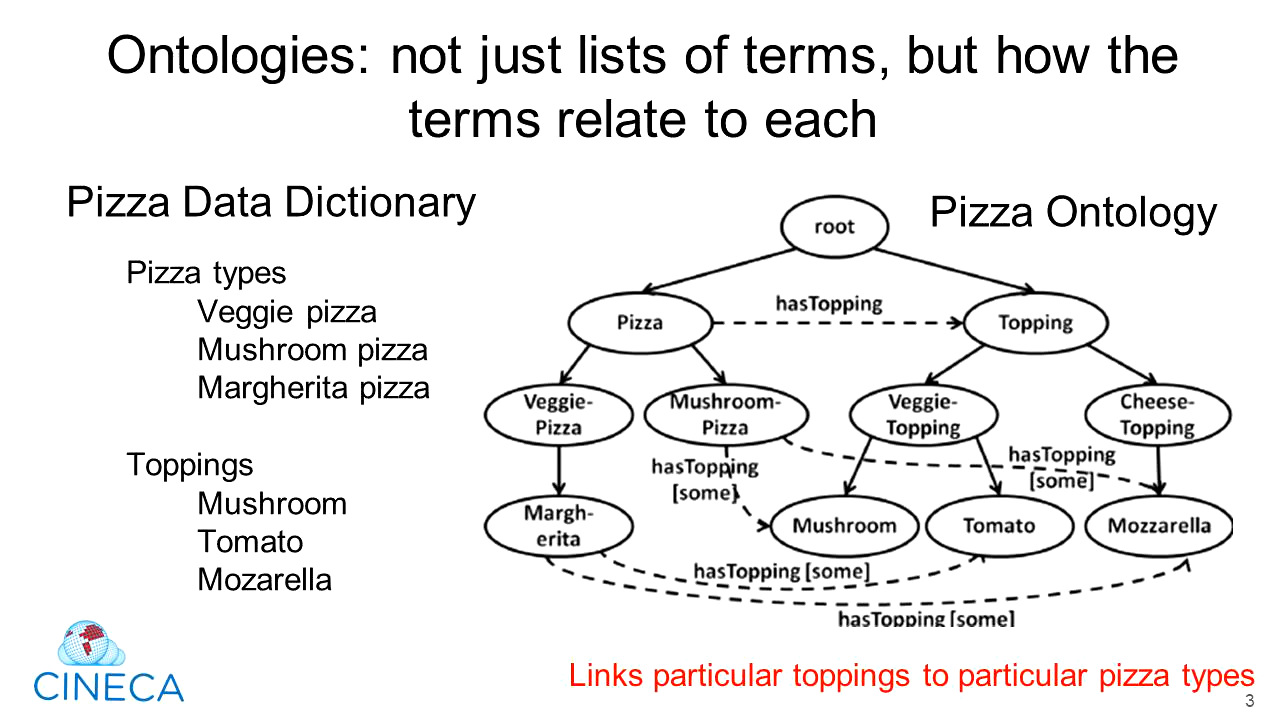 Ontologies: not just lists of terms, but how the
terms relate to each
Pizza Data Dictionary
Pizza types
Veggie pizza
Mushroom pizza
Margherita pizza
Toppings
Mushroom
Tomato
Mozarella
Pizza Ontology
root
hasTopping
Pizza
Topping
Veggie-
Pizza
Mushroom-
Pizza
Veggie-
Topping
Cheese-
Topping
hasTopping
[some]
hasTopping
[some]
Margh-
erita
Mushroom
Tomato
Mozzarella
hasTopping [some]
hasTopping [some]
CINECA
Links particular toppings to particular pizza types
3